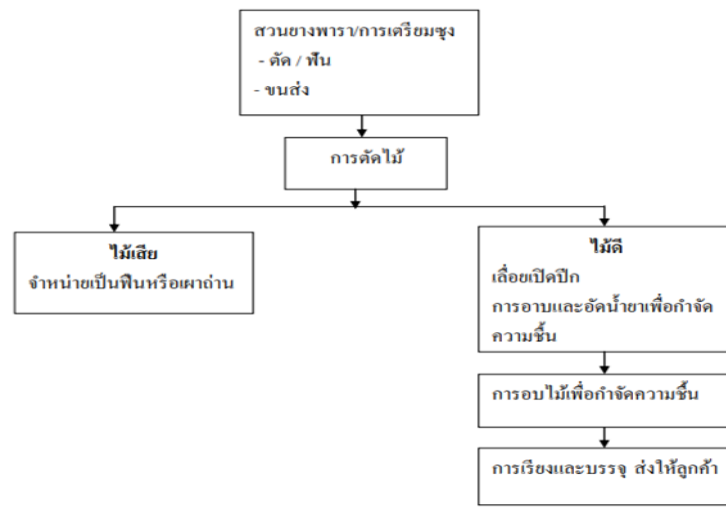 สวนยางพารา/การเตรียมซุง
- ตัด / ฟัน
- ขนส่ง
การตัดไม้
ไม้เสีย
จำหน่ายเป็นฟืนหรือเผาถ่าน
ไม้ดี
เลื่อยเปิดปีก
การอาบและอัดน้ำยาเพื่อกำจัด
ความชื้น
การอบไม้เพื่อกำจัดความชื้น
การเรียงและบรรจุ ส่งให้ลูกค้า